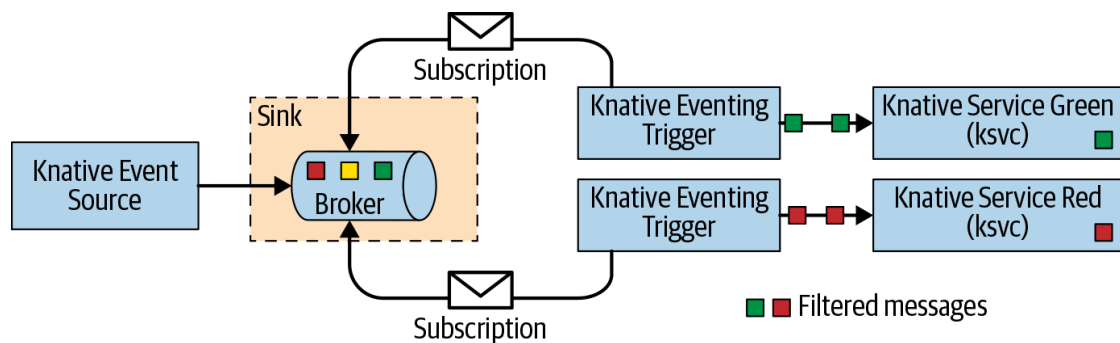 Subscription
Sink
Knative Event
Source
Broker
Knative Eventing
Trigger
Knative Service Green
(ksvc)
Knative Eventing
Trigger
Knative Service Red
(ksvc)
Subscription
Filtered messages